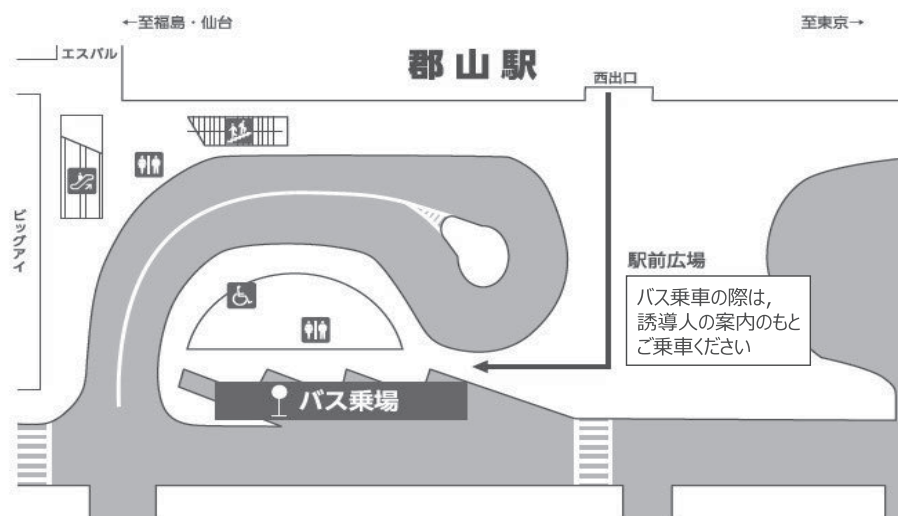 ←至福島・仙台
至東京→
エスパル
郡山駅
西出口
ビッグアイ
駅前広場
バス乗車の際は,
誘導人の案内のもと
ご乗車ください
バス乗場